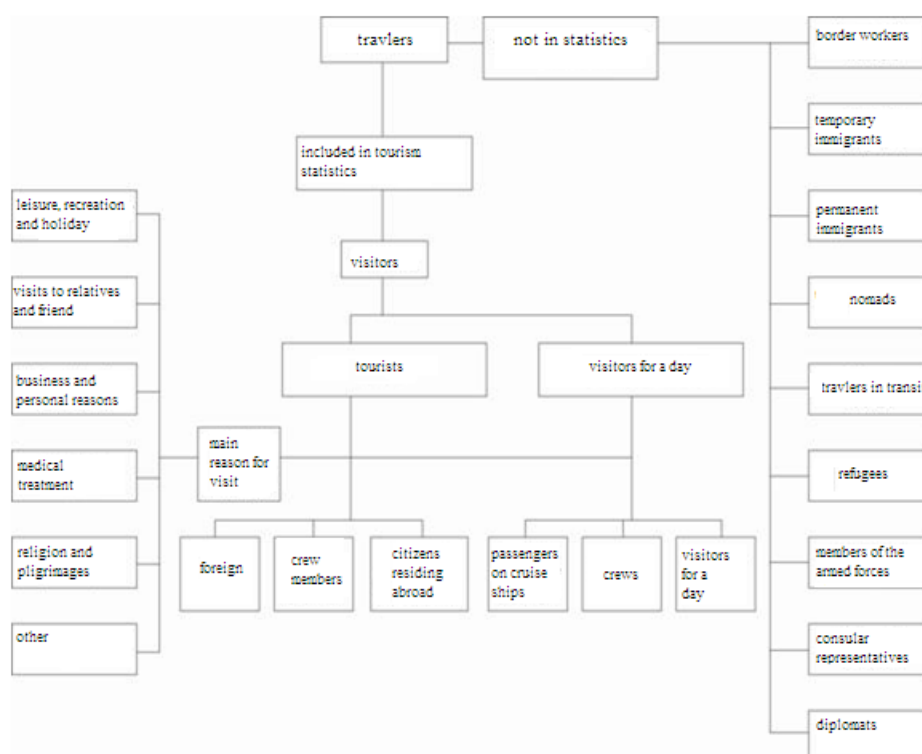 travlers
not in statistics
border workers
temporary
immigrants
included in tourism
statistics
leisure, recreation
and holiday
permanent
immigrants
visitors
visits to relatives
and friend
nomads
tourists
visitors for a day
business and
personal reasons
travlers in transi
main
reason for
visit
medical
treatment
refugees
religion and
pligrimages
foreign
crew
members
citizens
residing
abroad
passengers
on cruise
ships
crews
visitors
for a
day
members of the
armed forces
other
consular
representatives
diplomats